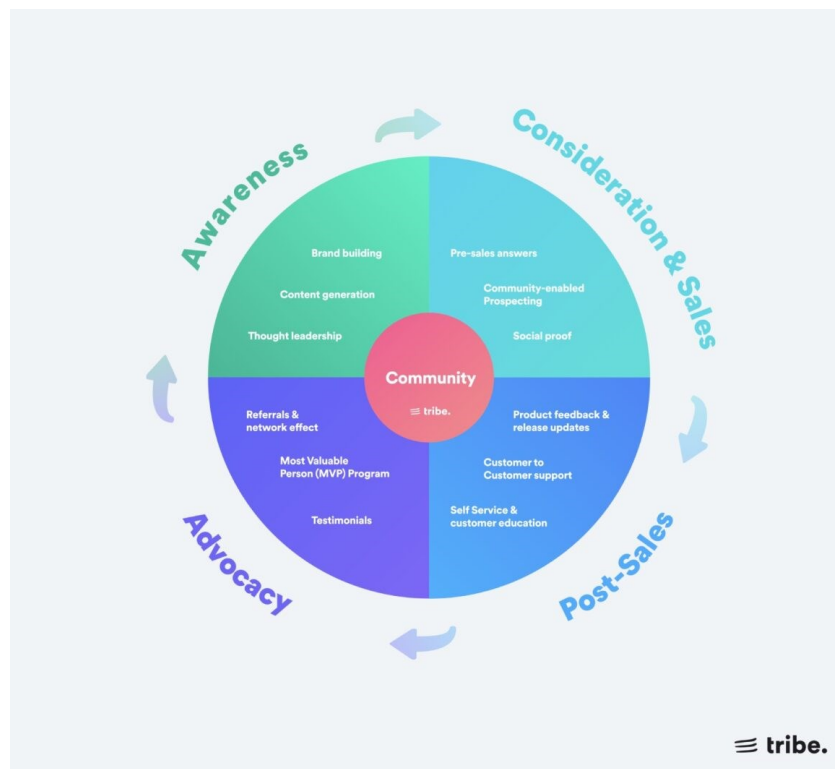 Awareness
Brand building
Content generation
Thought leadership
Consideration & Sales
Pre-sales answers
Community-enabled
Prospecting
Social proof
Community
tribe.
Product feedback &
release updates
Customer to
Customer support
Self Service &
customer education
Post-Sales
Referrals &
network effect
Most Valuable
Person (MVP) Program
Testimonials
Advocacy
tribe.